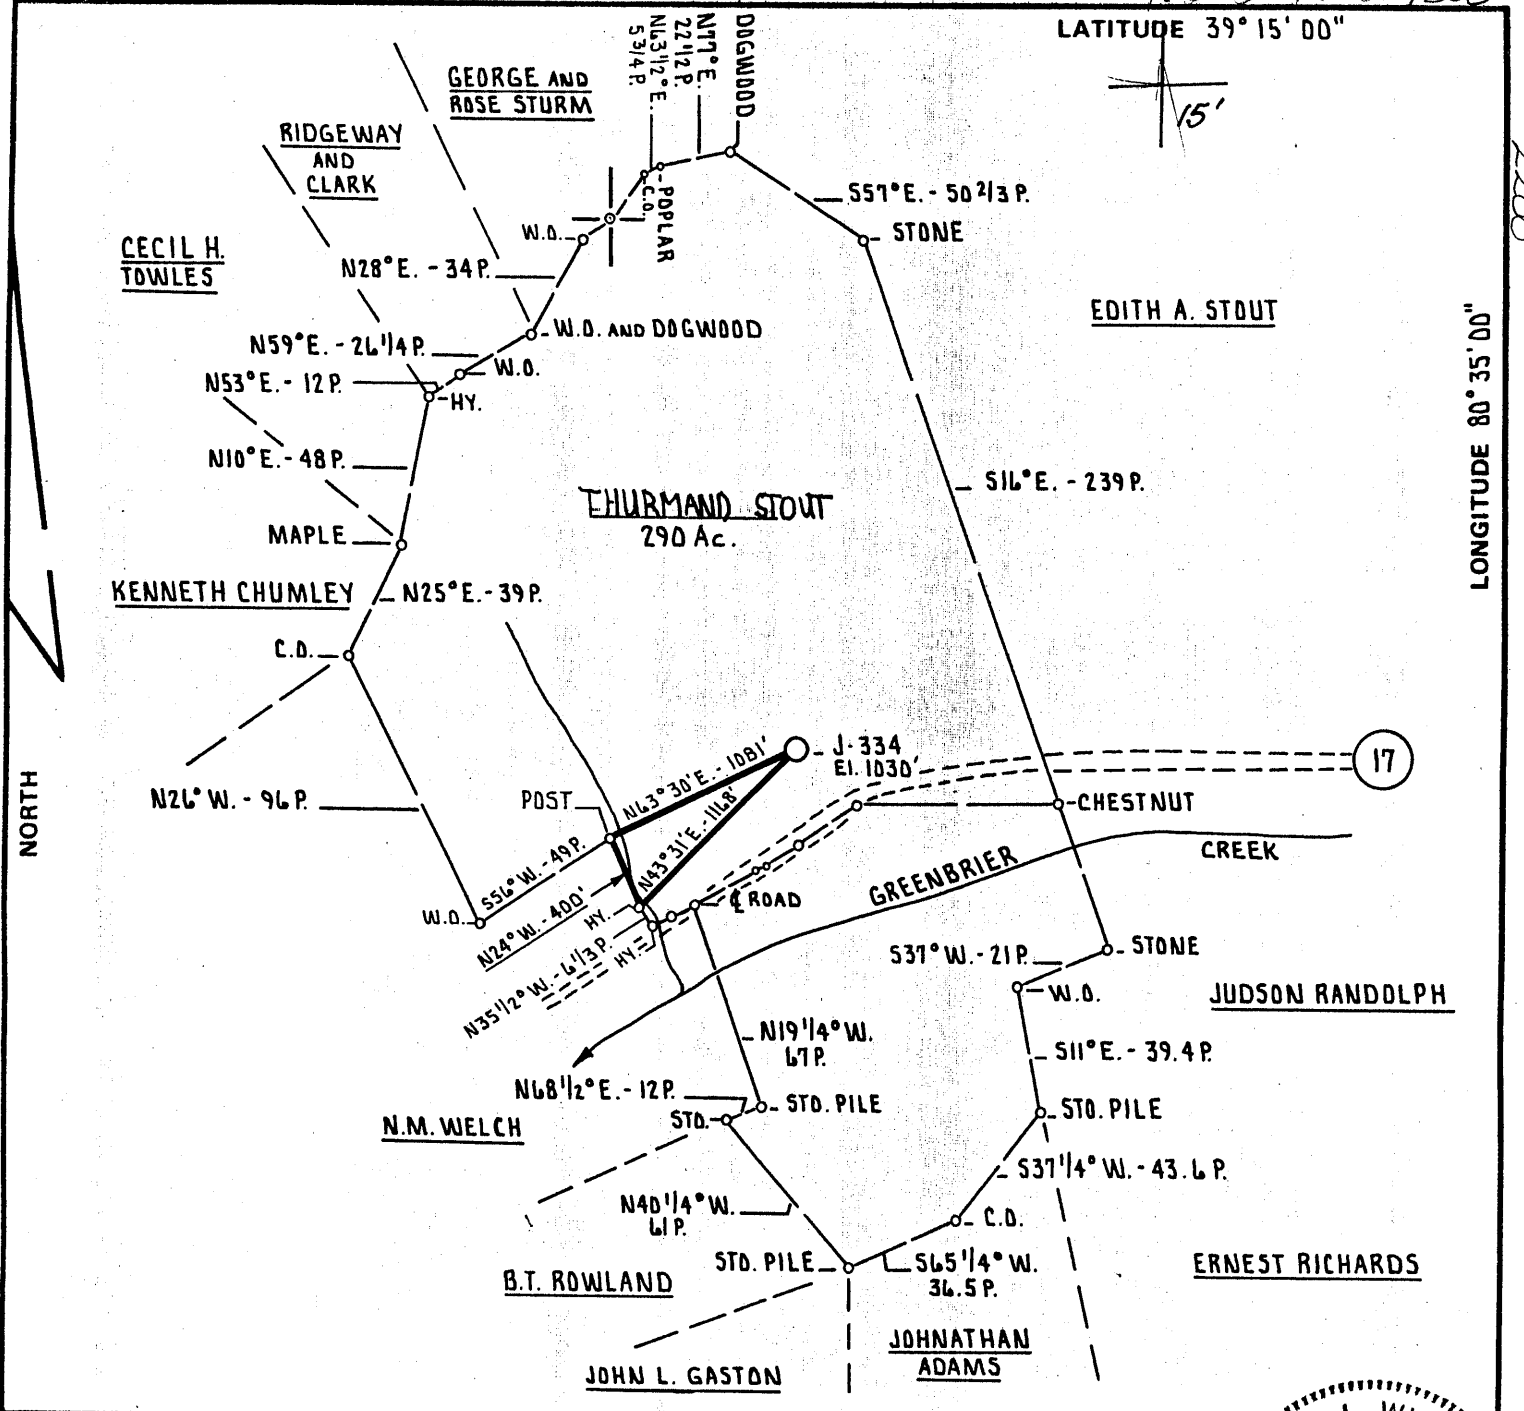 LATITUDE 39° 15' 00"
15'
LONGITUDE 80° 35' 00"
NORTH
GEORGE AND
ROSE STURM
RIDGEWAY
AND
CLARK
CECIL H.
TOWLES
N63 1/2° E.
5 3/4 P.
N77° E.
22 1/2 P.
DOGWOOD
C.O.
POPLAR
W.O.
S57° E. - 50 2/3 P.
STONE
N28° E. - 34 P.
EDITH A. STOUT
W.O. AND DOGWOOD
N59° E. - 26 1/4 P.
W.O.
N53° E. - 12 P.
HY.
N10° E. - 48 P.
S16° E. - 239 P.
THURMAND STOUT
290 Ac.
MAPLE
KENNETH CHUMLEY
N25° E. - 39 P.
C.O.
J-334
El. 1030'
17
N63° 30' E. - 1081'
N43° 31' E. - 1168'
N26° W. - 96 P.
POST
CHESTNUT
GREENBRIER
CREEK
S56° W. - 49 P.
W.O.
N24° W. - 400'
HY.
℄ ROAD
N35 1/2° W. - 6 1/3 P.
HY.
S37° W. - 21 P.
STONE
W.O.
JUDSON RANDOLPH
N19 1/4° W.
67 P.
S11° E. - 39.4 P.
N68 1/2° E. - 12 P.
STO. PILE
STO.
STO. PILE
N.M. WELCH
S37 1/4° W. - 43.6 P.
N40 1/4° W.
61 P.
C.O.
STO. PILE
S65 1/4° W.
36.5 P.
ERNEST RICHARDS
B.T. ROWLAND
JOHNATHAN
ADAMS
JOHN L. GASTON